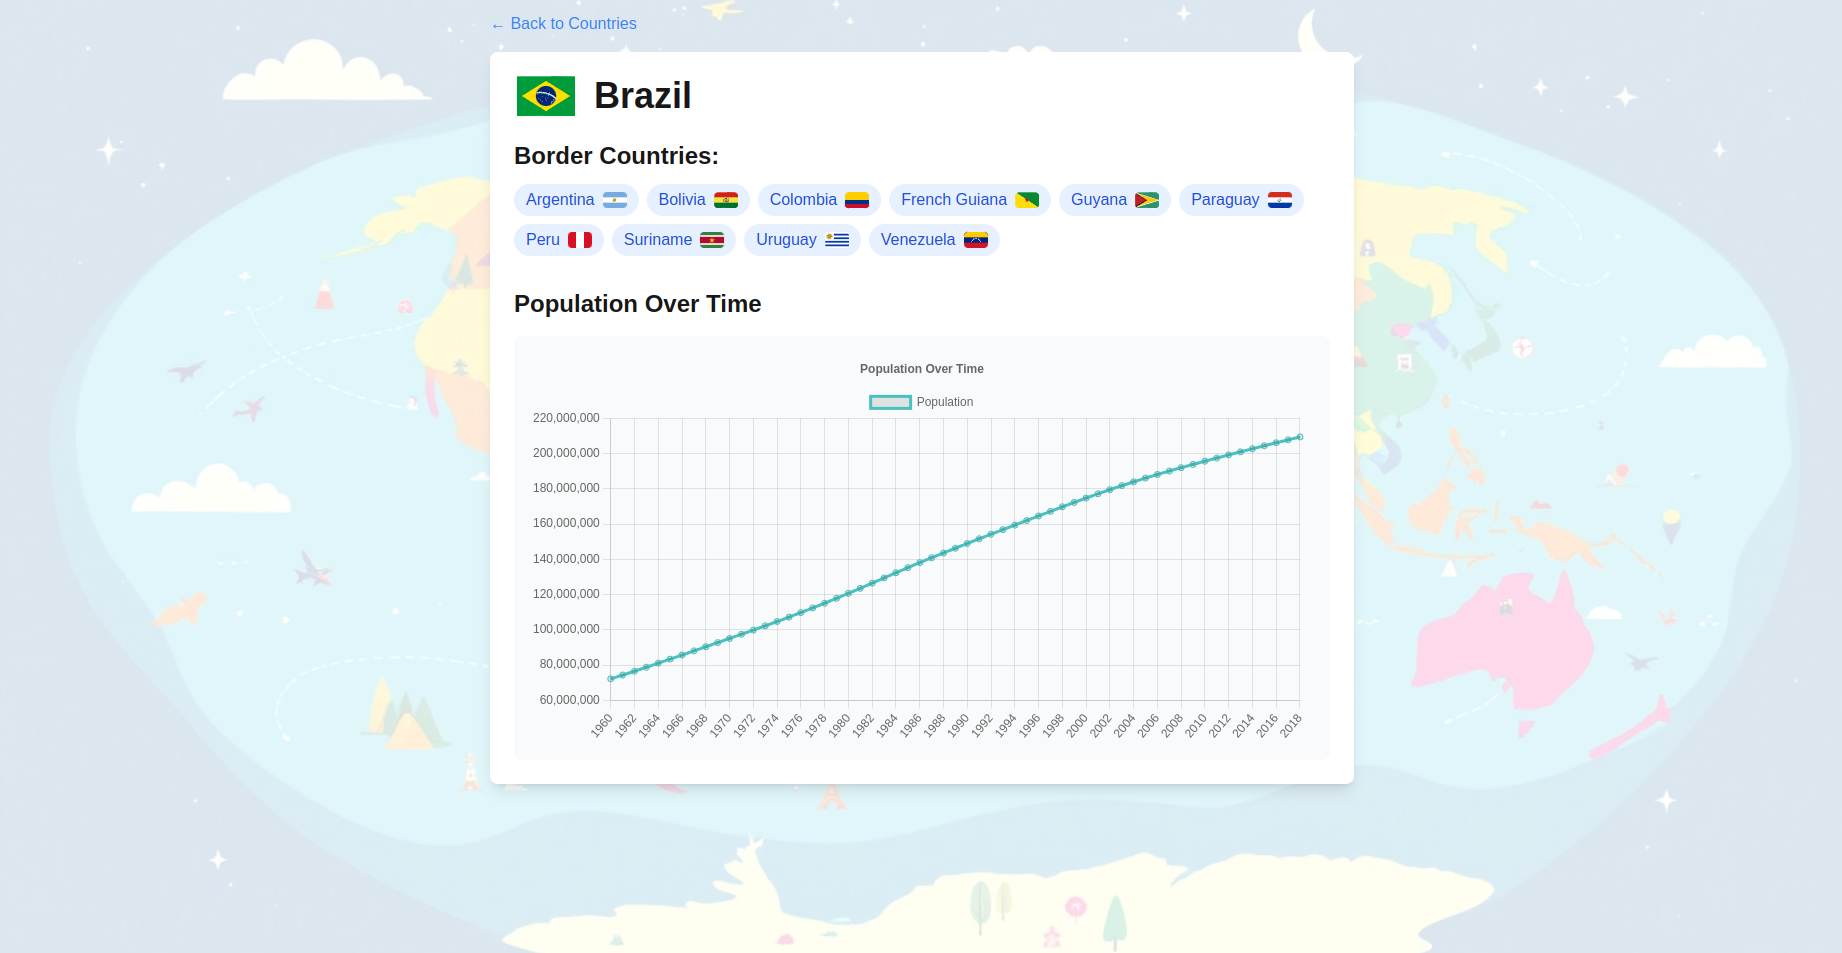 ← Back to Countries
Brazil
Border Countries:
Argentina Bolivia Colombia French Guiana Guyana Paraguay
Peru Suriname Uruguay Venezuela
Population Over Time
Population Over Time
Population
220,000,000
200,000,000
180,000,000
160,000,000
140,000,000
120,000,000
100,000,000
80,000,000
60,000,000
1960 1962 1964 1966 1968 1970 1972 1974 1976 1978 1980 1982 1984 1986 1988 1990 1992 1994 1996 1998 2000 2002 2004 2006 2008 2010 2012 2014 2016 2018